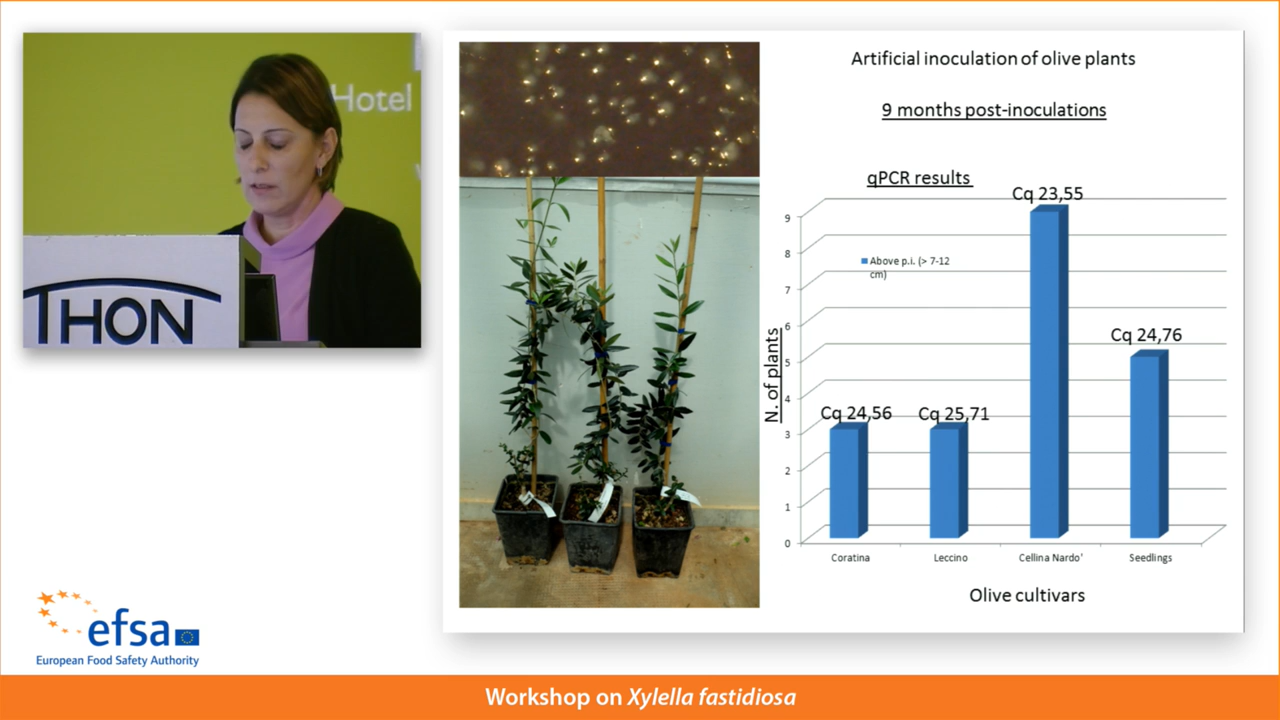 Hotel
THON
Artificial inoculation of olive plants
9 months post-inoculations
qPCR results
Cq 23,55
Above p.i. (> 7-12
cm)
Cq 24,76
Cq 24,56
Cq 25,71
N. of plants
9
8
7
6
5
4
3
2
1
0
Coratina
Leccino
Cellina Nardo'
Seedlings
Olive cultivars
efsa
European Food Safety Authority
Workshop on Xylella fastidiosa